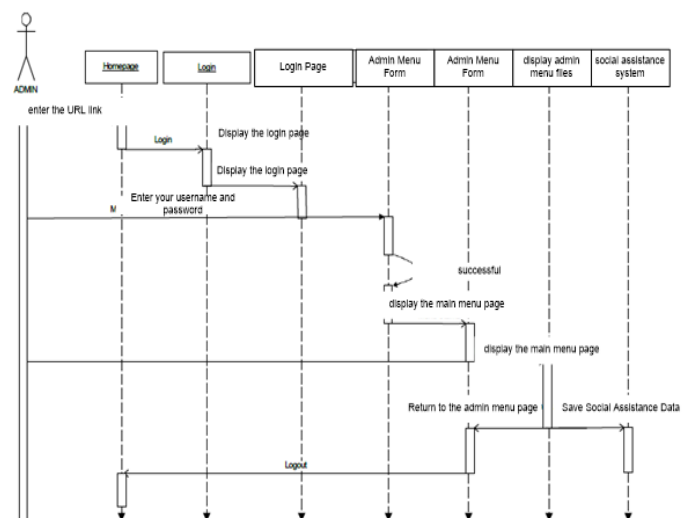 ADMIN
Homepage
Login
Login Page
Admin Menu
Form
Admin Menu
Form
display admin
menu files
social assistance
system
enter the URL link
Login
Display the login page
Display the login page
Enter your username and
password
M
successful
display the main menu page
display the main menu page
Return to the admin menu page
Save Social Assistance Data
Logout